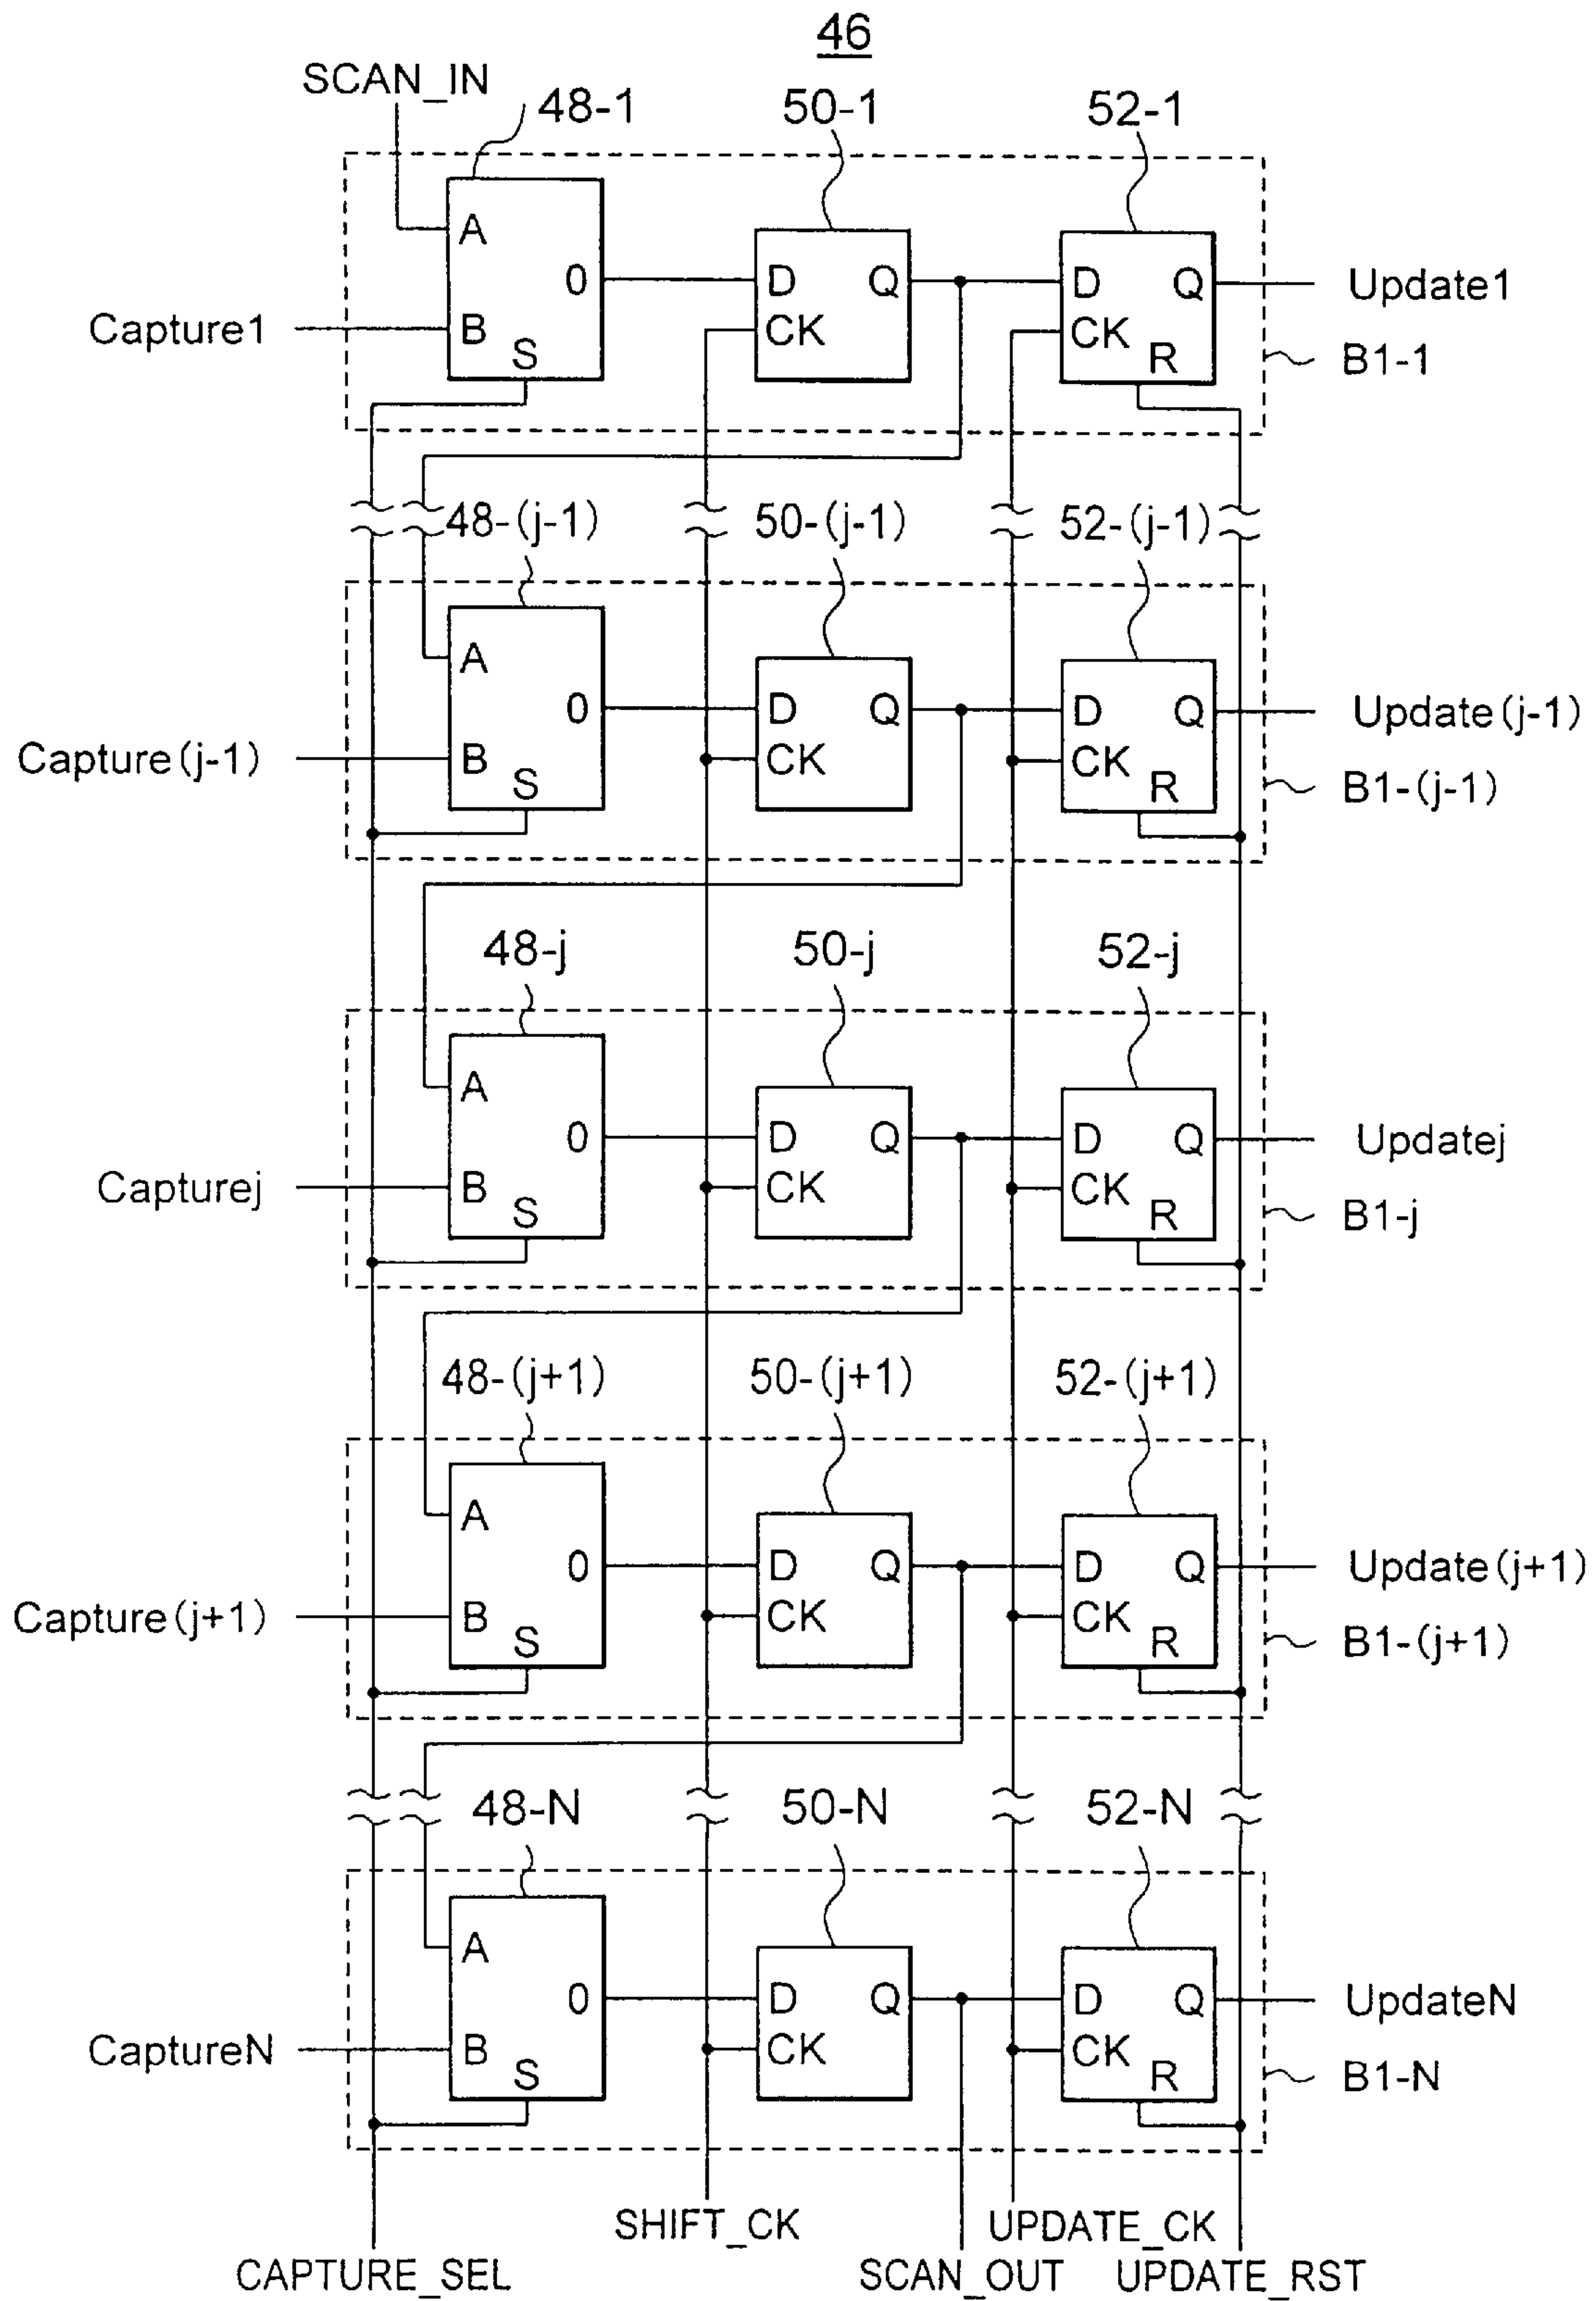 46
SCAN_IN
48-1
50-1
52-1
A
B
S
0
D
CK
Q
D
CK
R
Q
Capture1
Update1
B1-1
48-(j-1)
50-(j-1)
52-(j-1)
A
B
S
0
D
CK
Q
D
CK
R
Q
Capture(j-1)
Update(j-1)
B1-(j-1)
48-j
50-j
52-j
A
B
S
0
D
CK
Q
D
CK
R
Q
Capturej
Updatej
B1-j
48-(j+1)
50-(j+1)
52-(j+1)
A
B
S
0
D
CK
Q
D
CK
R
Q
Capture(j+1)
Update(j+1)
B1-(j+1)
48-N
50-N
52-N
A
B
S
0
D
CK
Q
D
CK
R
Q
CaptureN
UpdateN
B1-N
SHIFT_CK
UPDATE_CK
CAPTURE_SEL
SCAN_OUT
UPDATE_RST